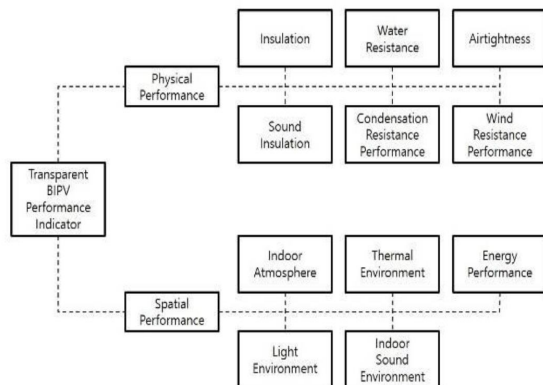 Insulation
Water
Resistance
Airtightness
Physical
Performance
Sound
Insulation
Condensation
Resistance
Performance
Wind
Resistance
Performance
Transparent
BIPV
Performance
Indicator
Indoor
Atmosphere
Thermal
Environment
Energy
Performance
Spatial
Performance
Light
Environment
Indoor
Sound
Environment